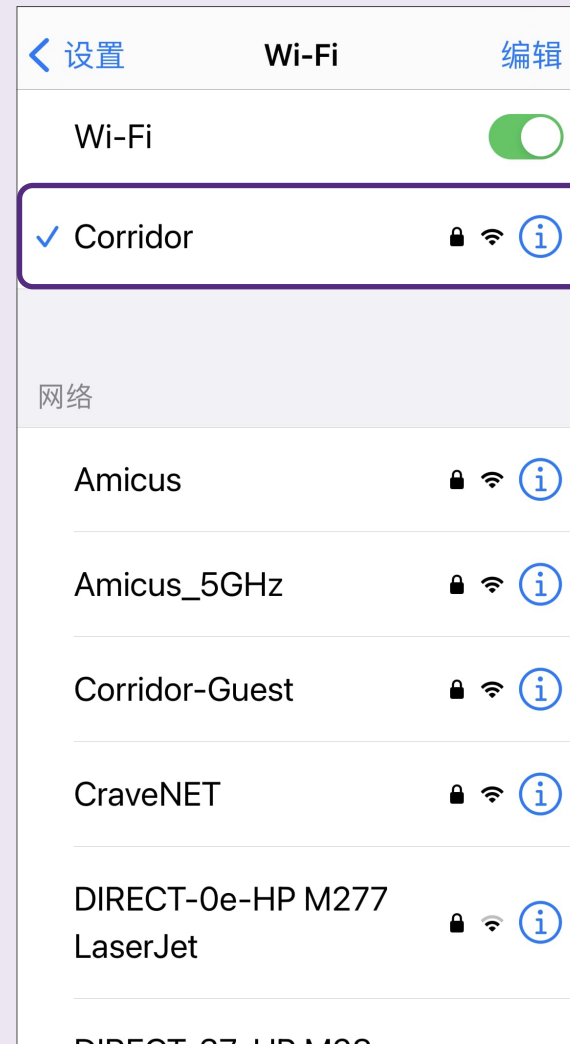 设置 Wi-Fi 编辑
Wi-Fi
Corridor
网络
Amicus
Amicus_5GHz
Corridor-Guest
CraveNET
DIRECT-0e-HP M277
LaserJet